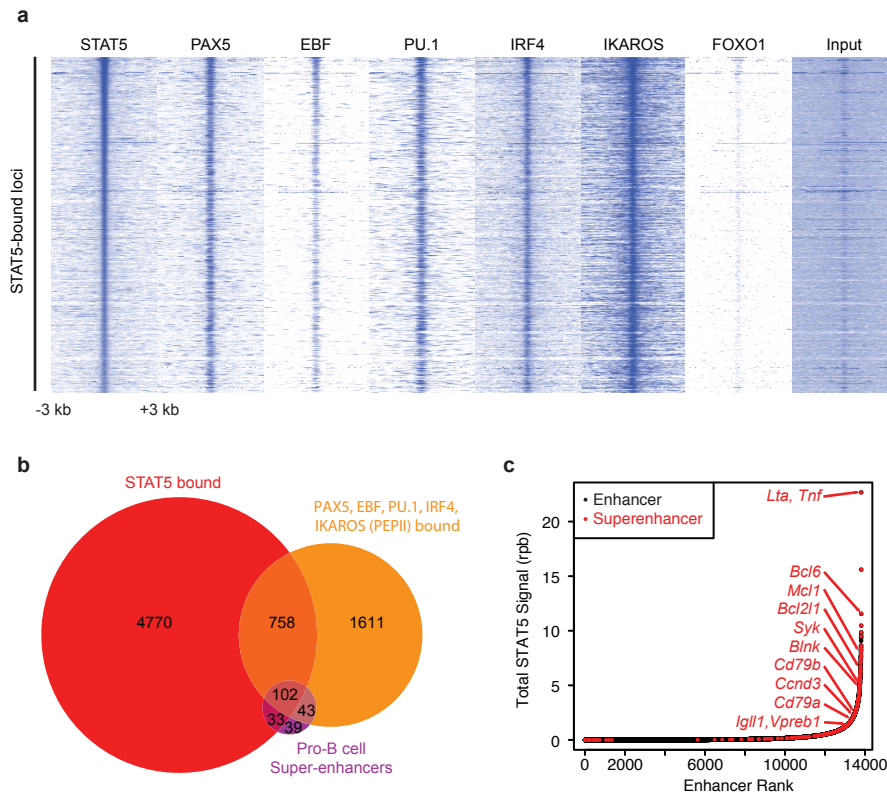 a
STAT5 PAX5 EBF PU.1 IRF4 IKAROS FOXO1 Input
STAT5-bound loci
-3 kb +3 kb
b
STAT5 bound
PAX5, EBF, PU.1, IRF4,
IKAROS (PEPII) bound
4770 758 1611
102
33 43
39
Pro-B cell
Super-enhancers
c
Enhancer
Superenhancer
Lta, Tnf
Bcl6
Mcl1
Bcl2l1
Syk
Blnk
Cd79b
Ccnd3
Cd79a
Igll1,Vpreb1
Total STAT5 Signal (rpb)
20
15
10
5
0
0 2000 6000 10000 14000
Enhancer Rank